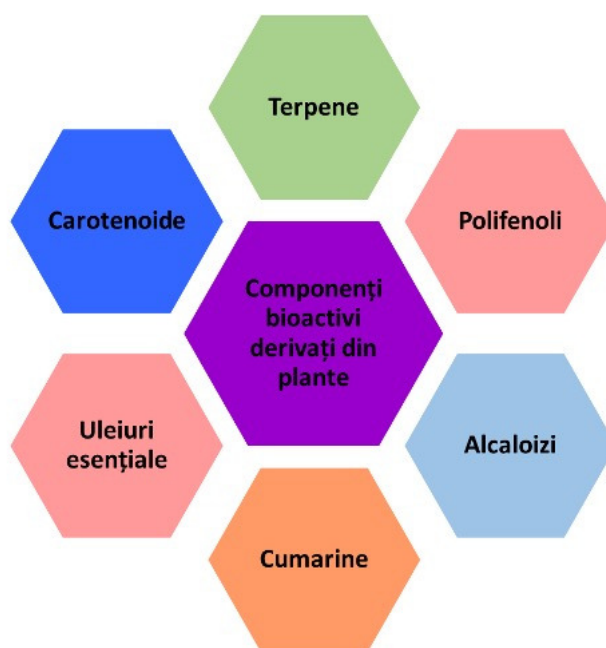 Terpene
Carotenoide
Polifenoli
Componenți
bioactivi
derivați din
plante
Uleiuri
esențiale
Alcaloizi
Cumarine